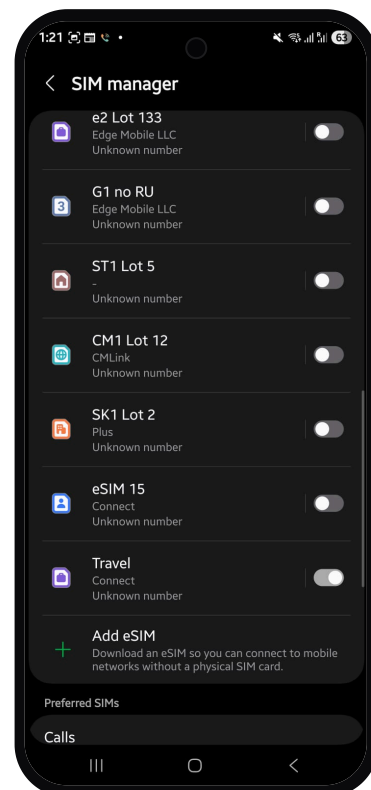 1:21
63
SIM manager
e2 Lot 133
Edge Mobile LLC
Unknown number
3
G1 no RU
Edge Mobile LLC
Unknown number
ST1 Lot 5
-
Unknown number
CM1 Lot 12
CMLink
Unknown number
SK1 Lot 2
Plus
Unknown number
eSIM 15
Connect
Unknown number
Travel
Connect
Unknown number
Add eSIM
Download an eSIM so you can connect to mobile
networks without a physical SIM card.
Preferred SIMs
Calls